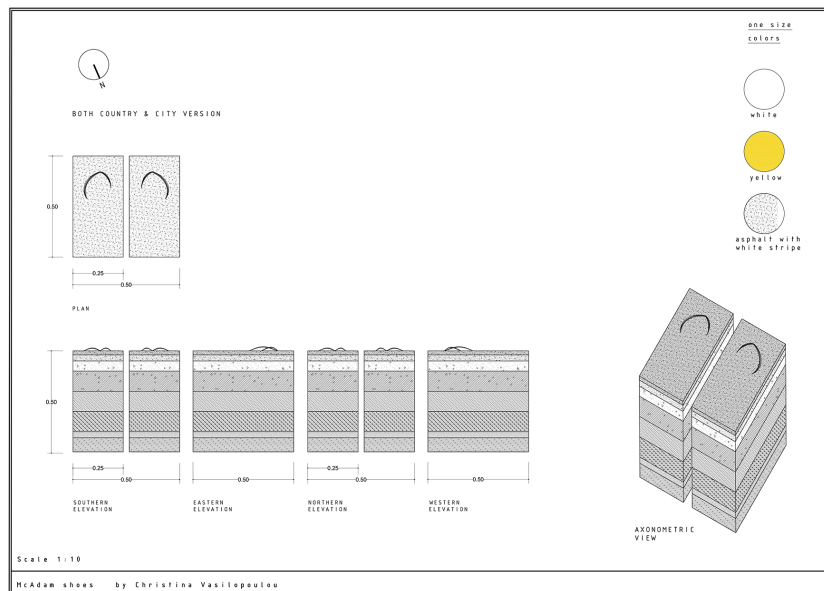 one size
colors
N
BOTH COUNTRY & CITY VERSION
white
yellow
asphalt with
white stripe
0.50
0.25
0.50
PLAN
0.50
0.25
0.50
0.50
0.25
0.50
0.50
SOUTHERN
ELEVATION
EASTERN
ELEVATION
NORTHERN
ELEVATION
WESTERN
ELEVATION
AXONOMETRIC
VIEW
Scale 1:10
McAdam shoes by Christina Vasilopoulou